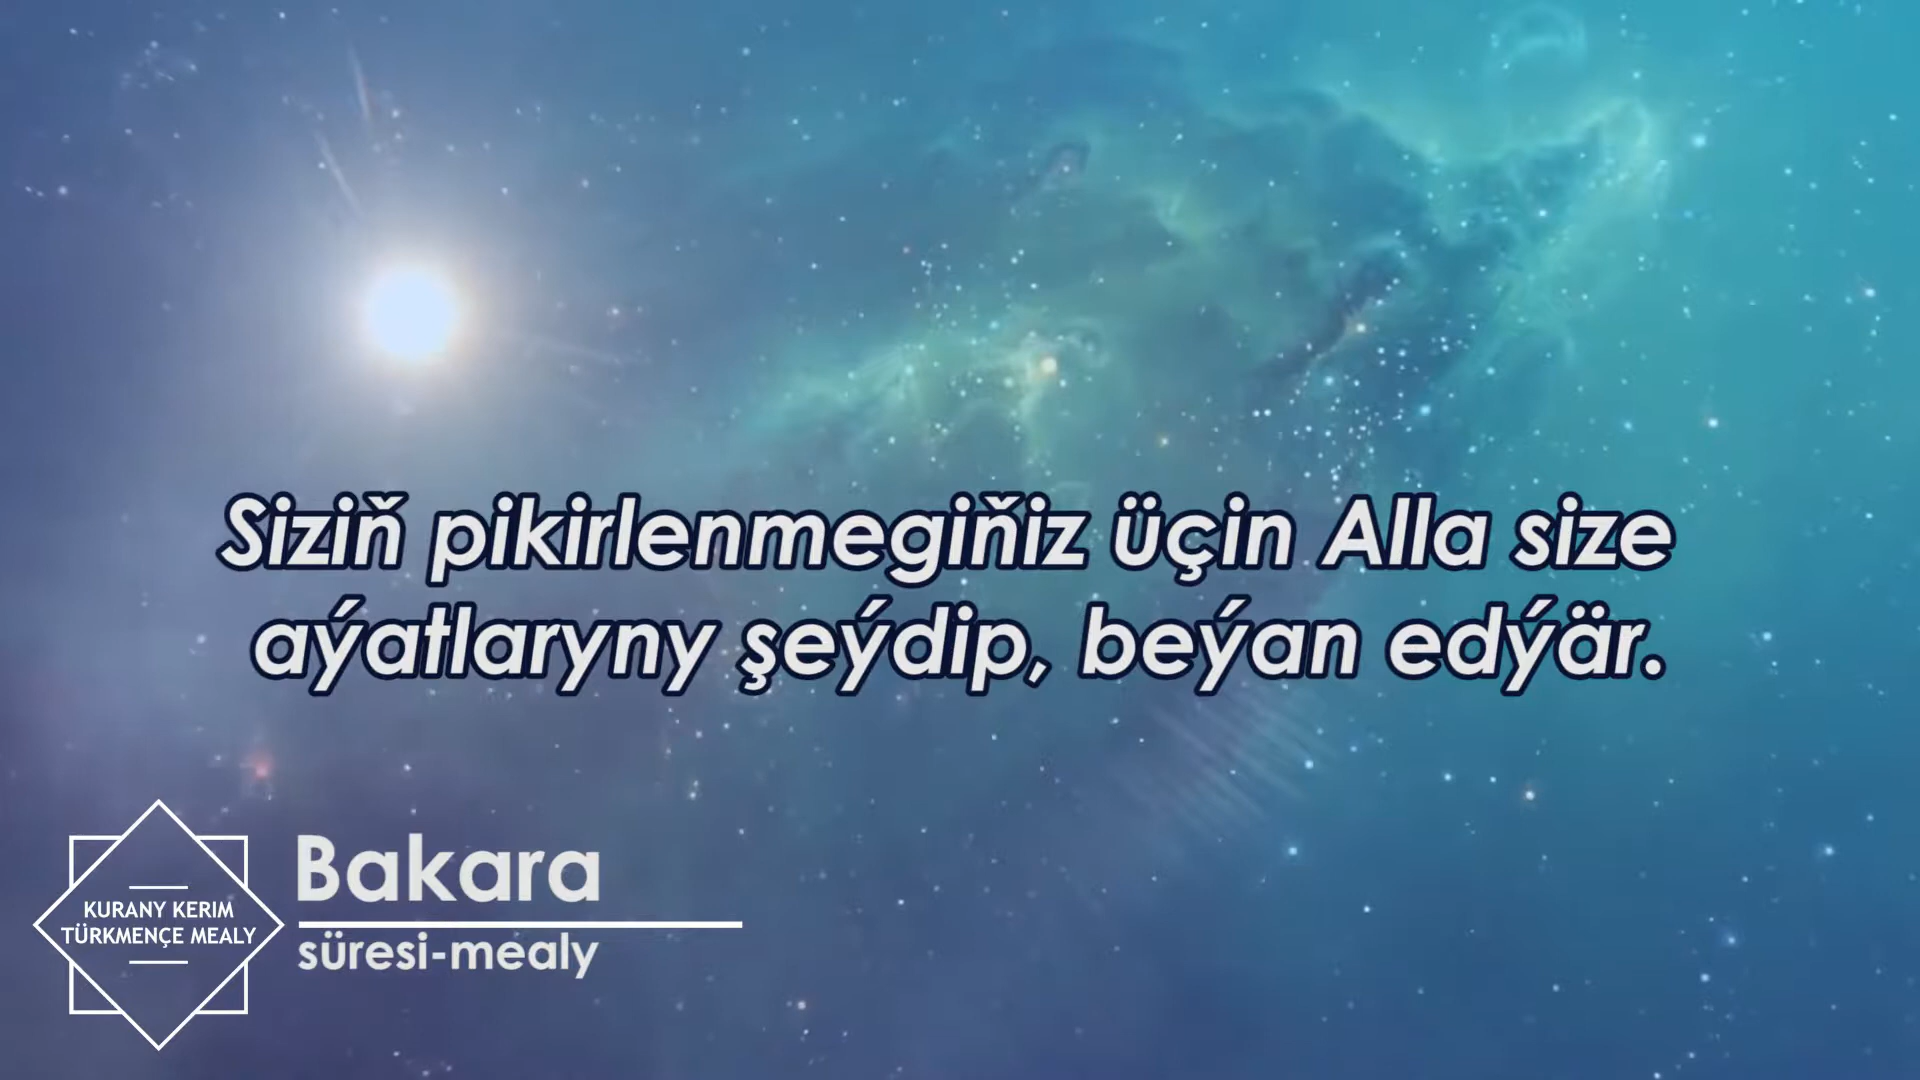 Siziň pikirlenmegiňiz üçin Alla size
aýatlaryny şeýdip, beýan edýär.
Bakara
süresi-mealy
KURANY KERIM
TÜRKMENÇE MEALY